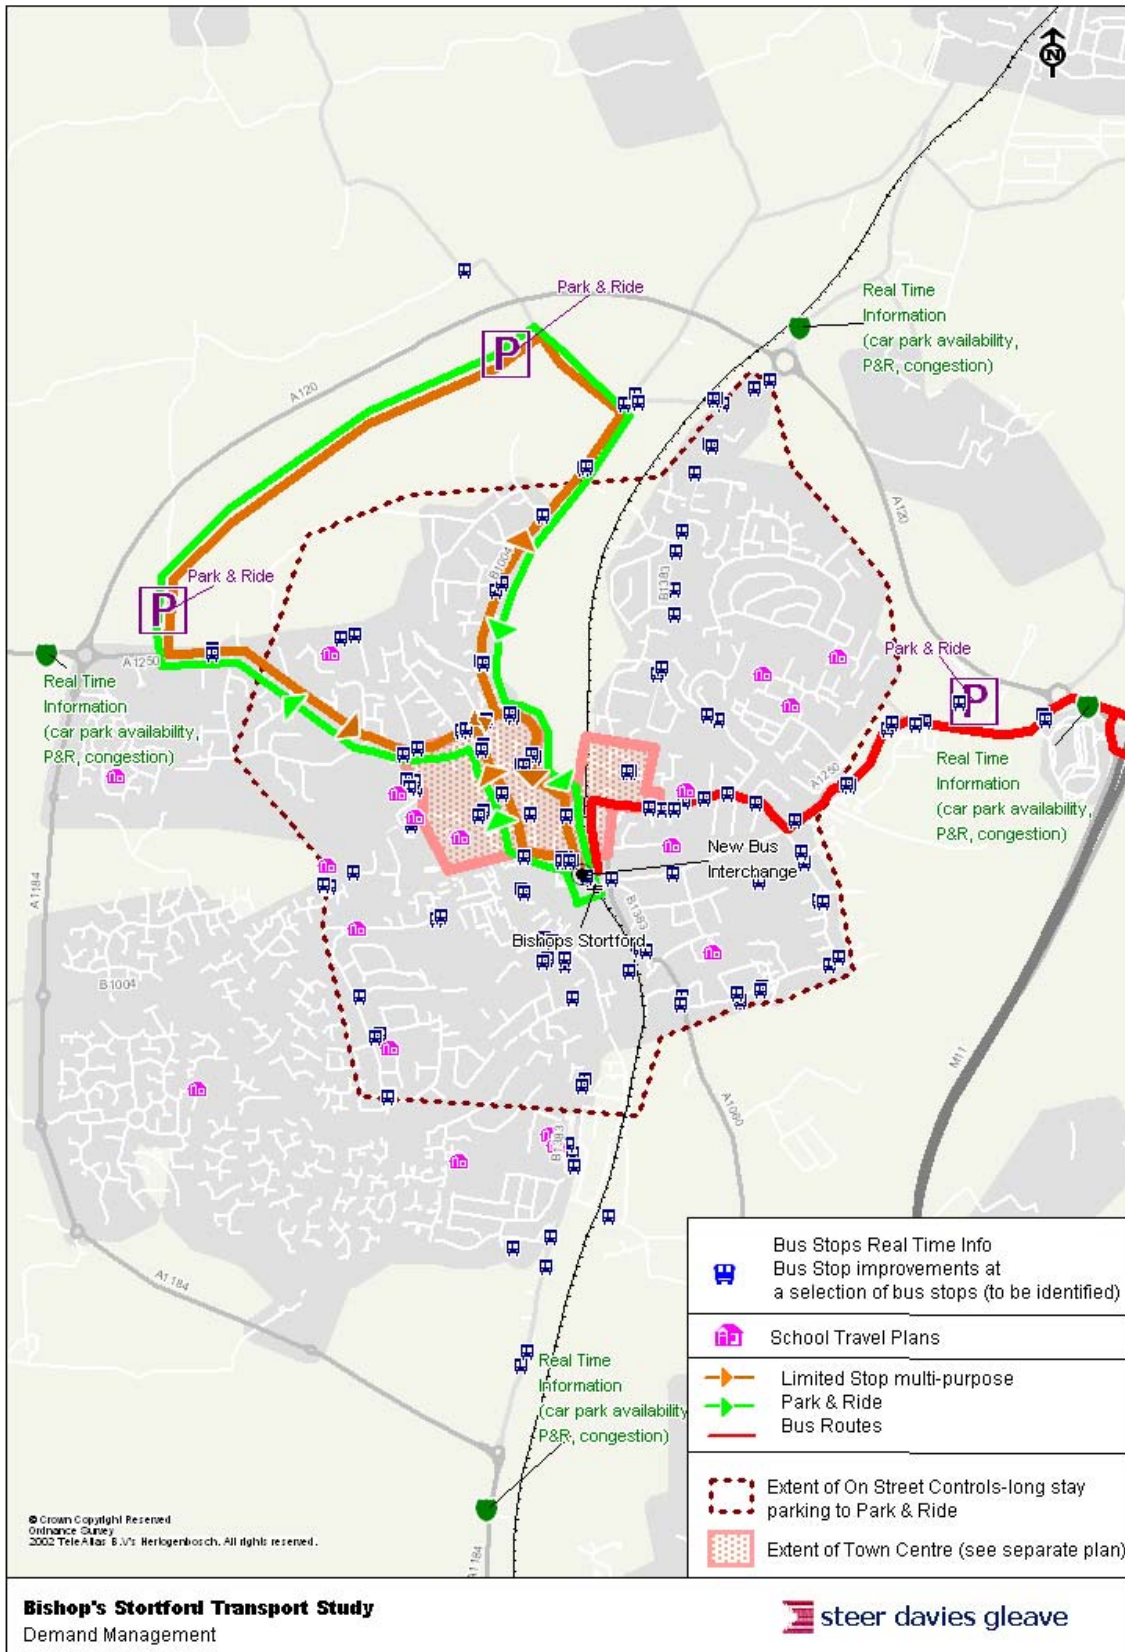 N
Park & Ride
Real Time
Information
(car park availability,
P&R, congestion)
A120
A120
B1004
B1383
Park & Ride
A1250
Real Time
Information
(car park availability,
P&R, congestion)
Park & Ride
Real Time
Information
(car park availability,
P&R, congestion)
A1250
New Bus
Interchange
A1184
B1383
Bishops Stortford
B1004
M11
A1060
B1383
A1184
Real Time
Information
(car park availability
P&R, congestion)
A1184
Bus Stops Real Time Info
Bus Stop improvements at
a selection of bus stops (to be identified)
School Travel Plans
Limited Stop multi-purpose
Park & Ride
Bus Routes
Extent of On Street Controls-long stay
parking to Park & Ride
Extent of Town Centre (see separate plan)
© Crown Copyright Reserved
Ordnance Survey
2002 Tele Atlas B.V's Hertogenbosch. All rights reserved.
Bishop's Stortford Transport Study
Demand Management
steer davies gleave